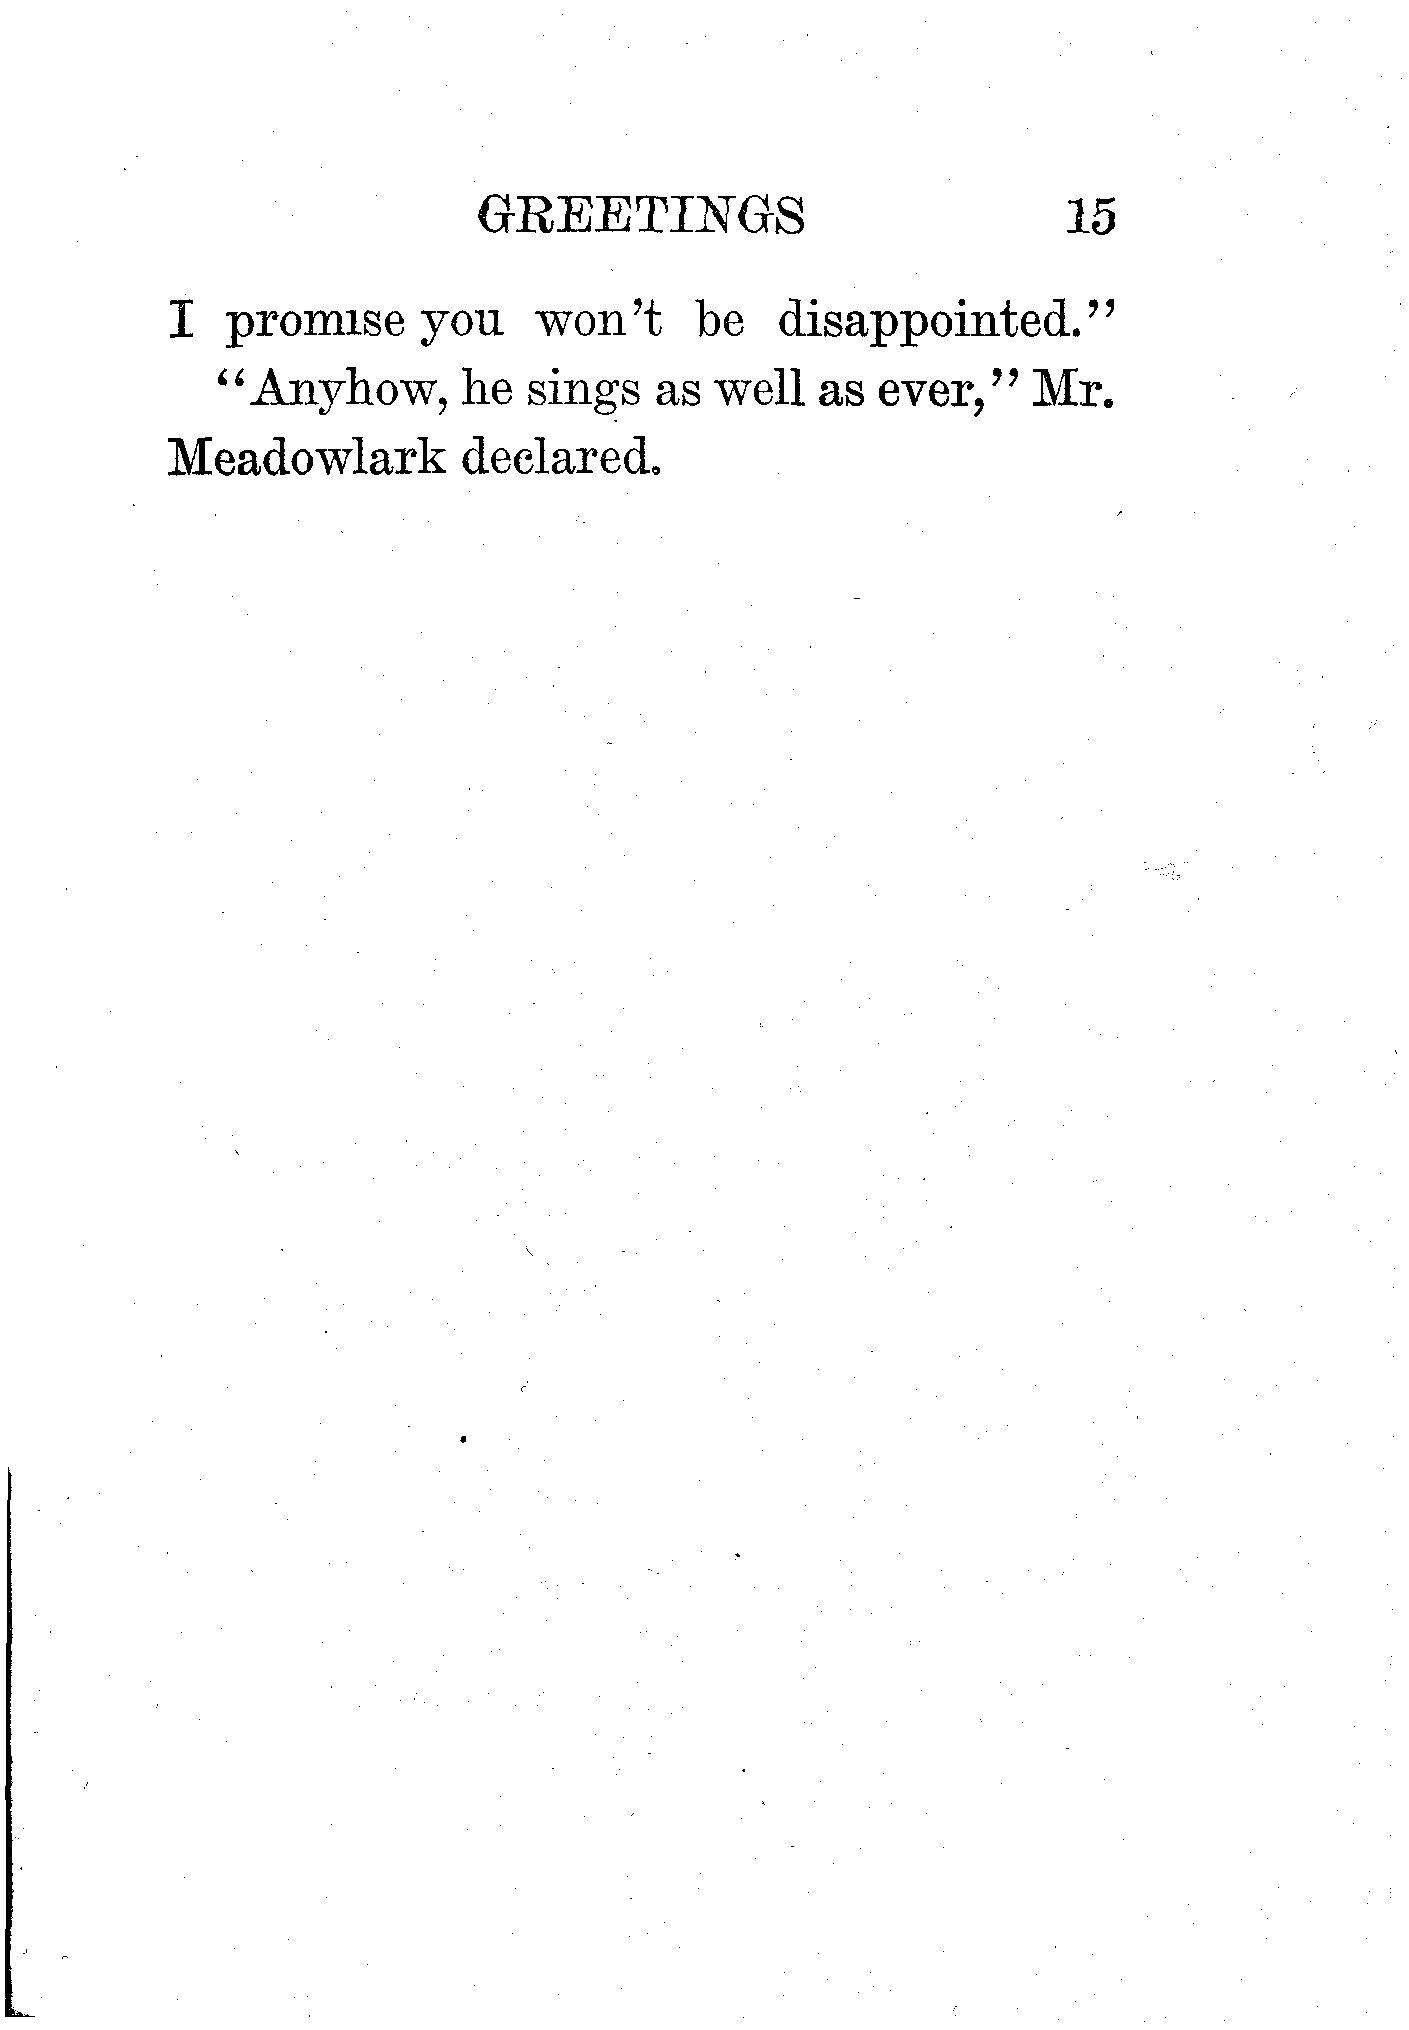 GREETINGS 15
I promise you won't be disappointed."
"Anyhow, he sings as well as ever," Mr.
Meadowlark declared.